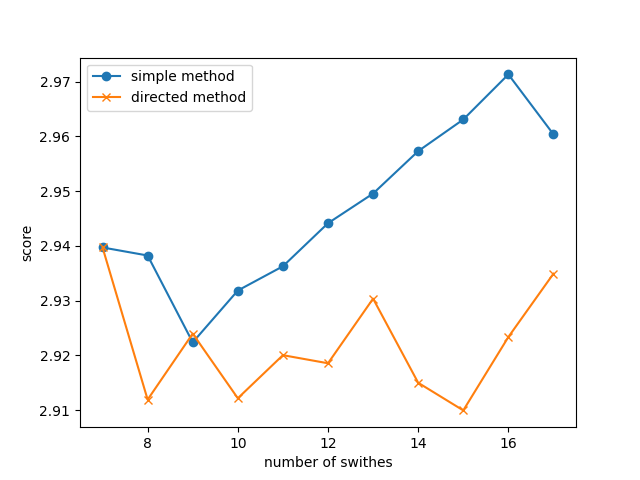 simple method
directed method
2.97
2.96
2.95
2.94
2.93
2.92
2.91
score
8 10 12 14 16
number of swithes